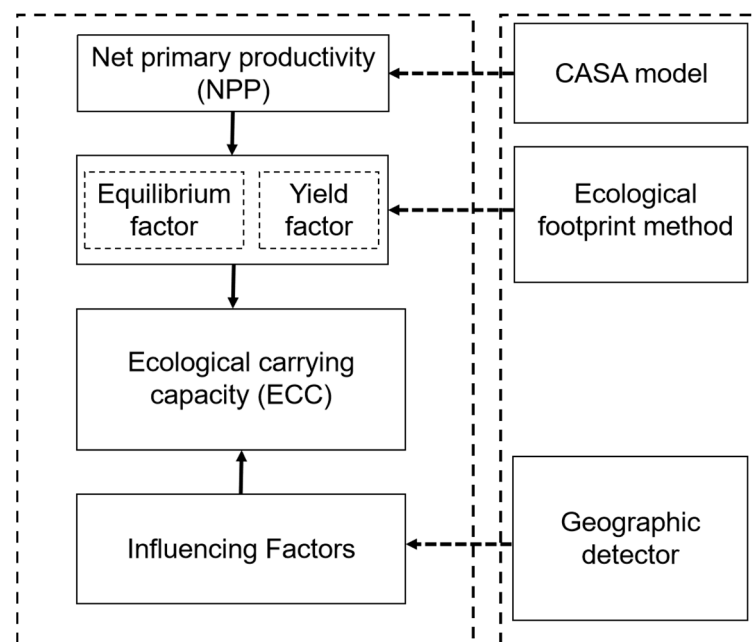 Net primary productivity
(NPP)
CASA model
Equilibrium
factor
Yield
factor
Ecological
footprint method
Ecological carrying
capacity (ECC)
Influencing Factors
Geographic
detector